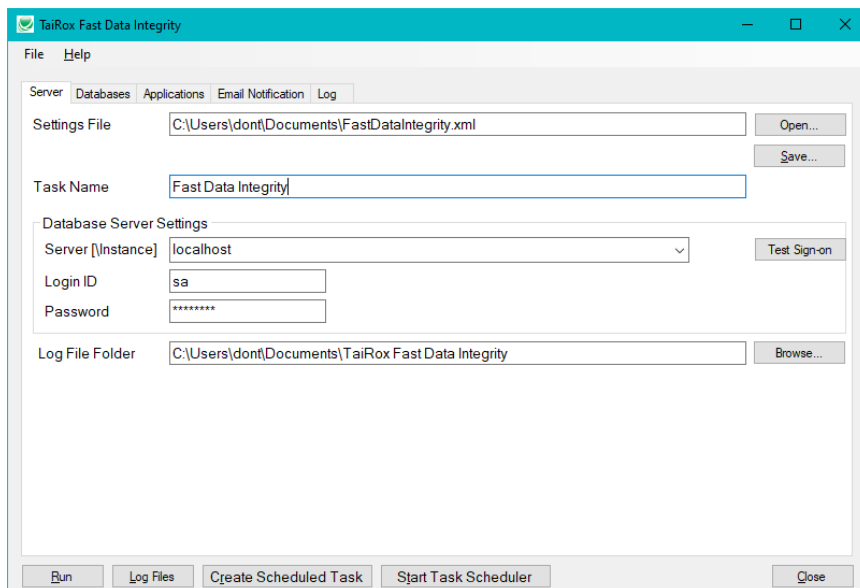 TaiRox Fast Data Integrity
File Help
Server Databases Applications Email Notification Log
Settings File C:\Users\dont\Documents\FastDataIntegrity.xml Open...
Save...
Task Name Fast Data Integrity
Database Server Settings
Server [\Instance] localhost Test Sign-on
Login ID sa
Password ********
Log File Folder C:\Users\dont\Documents\TaiRox Fast Data Integrity Browse...
Run Log Files Create Scheduled Task Start Task Scheduler Close